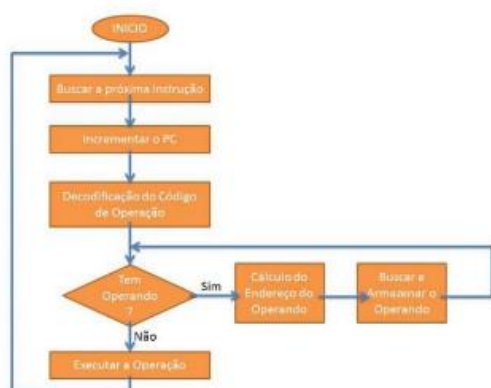 INICIO
Buscar a próxima Instrução
Incrementar o PC
Decodificação do Código
de Operação
Tem
Operando
?
Sim
Cálculo do
Endereço do
Operando
Buscar e
Armazenar o
Operando
Não
Executar a Operação